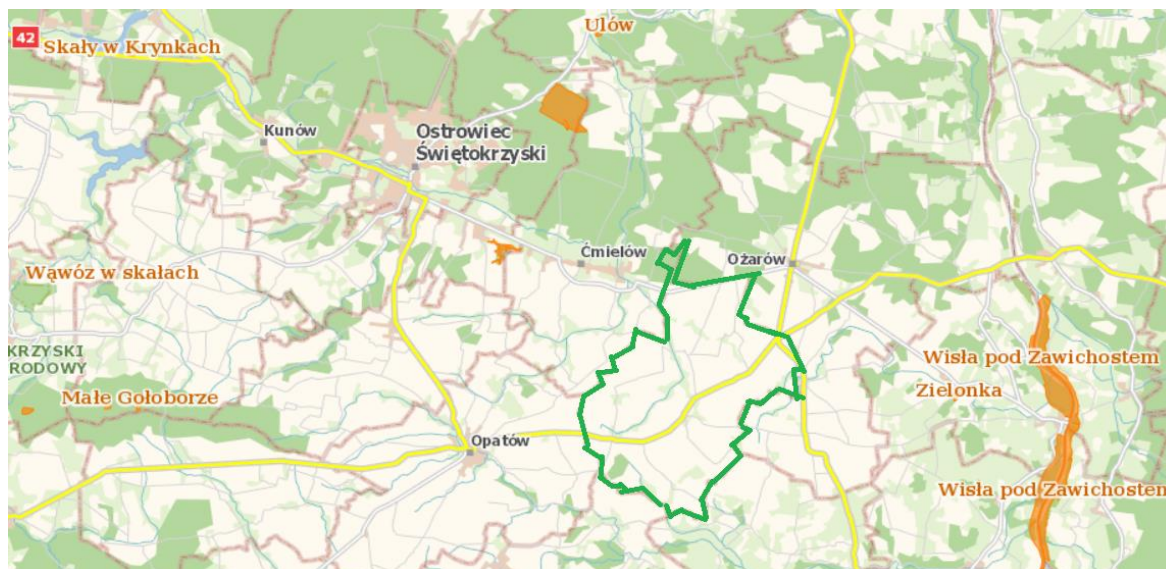 Ulów
42
Skały w Krynkach
Kunów
Ostrowiec
Świętokrzyski
Ćmielów
Ożarów
Wąwóz w skałach
KRZYSKI
RODOWY
Wisła pod Zawichostem
Zielonka
Małe Gołoborze
Opatów
Wisła pod Zawichostem